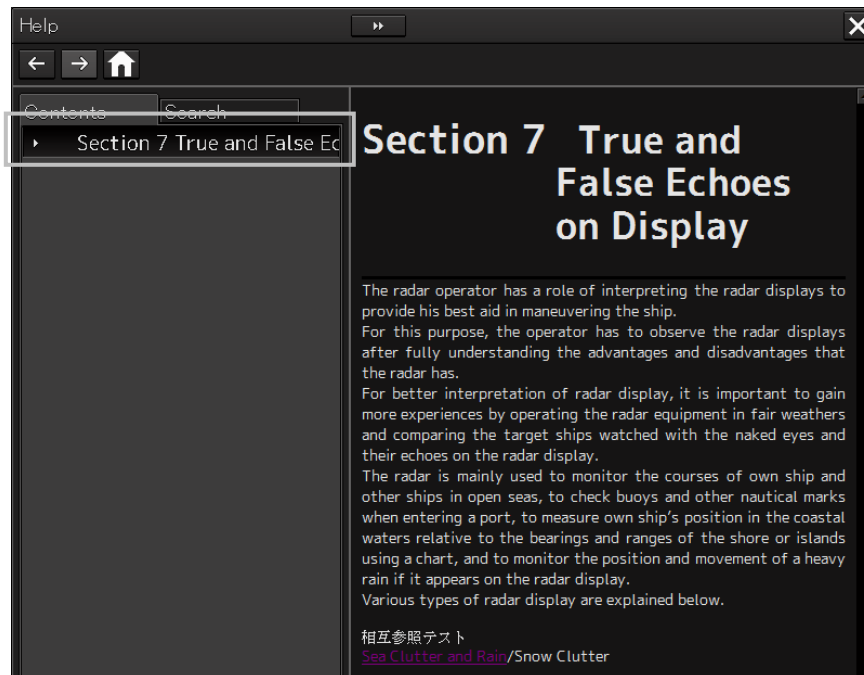 Help
Contents Search
Section 7 True and False Ec
Section 7 True and
False Echoes
on Display
The radar operator has a role of interpreting the radar displays to
provide his best aid in maneuvering the ship.
For this purpose, the operator has to observe the radar displays
after fully understanding the advantages and disadvantages that
the radar has.
For better interpretation of radar display, it is important to gain
more experiences by operating the radar equipment in fair weathers
and comparing the target ships watched with the naked eyes and
their echoes on the radar display.
The radar is mainly used to monitor the courses of own ship and
other ships in open seas, to check buoys and other nautical marks
when entering a port, to measure own ship's position in the coastal
waters relative to the bearings and ranges of the shore or islands
using a chart, and to monitor the position and movement of a heavy
rain if it appears on the radar display.
Various types of radar display are explained below.
相互参照テスト
Sea Clutter and Rain/Snow Clutter